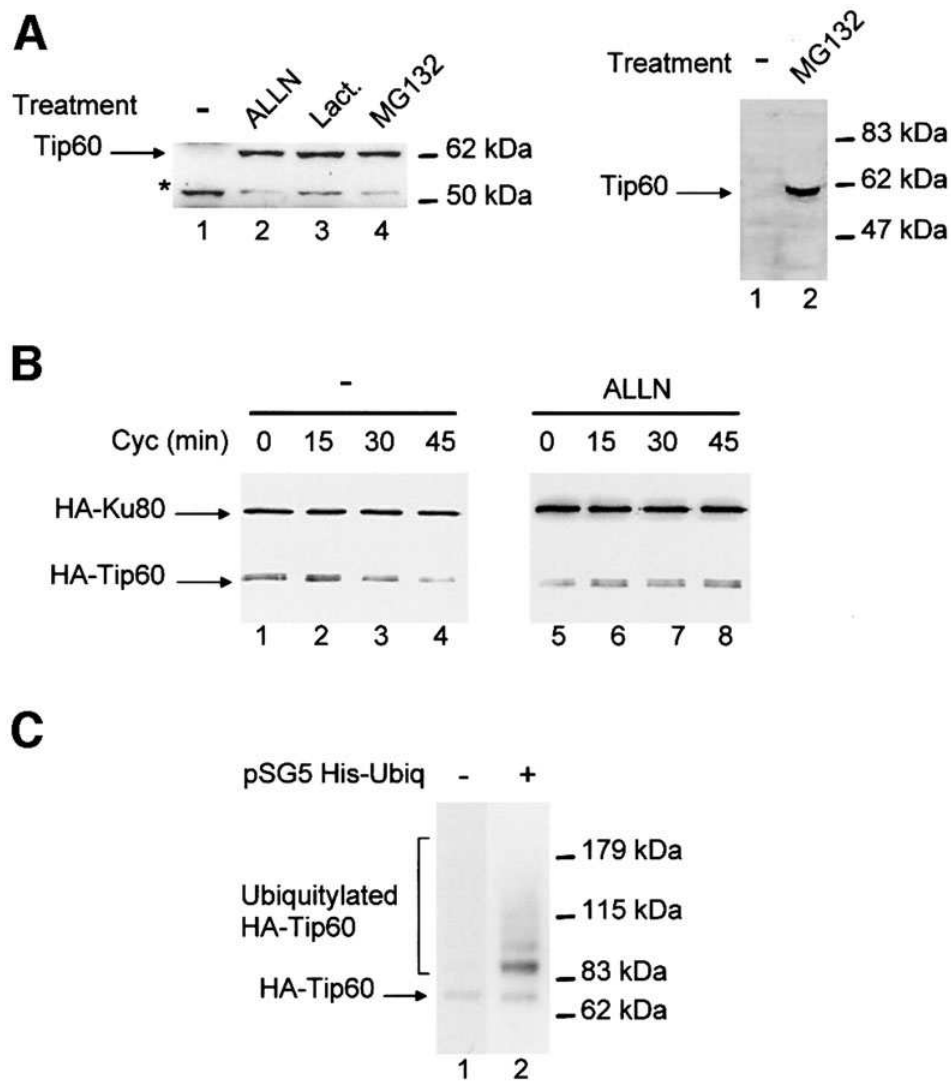 A
Treatment - ALLN Lact. MG132
Tip60
62 kDa
*
50 kDa
1 2 3 4
Treatment - MG132
83 kDa
Tip60
62 kDa
47 kDa
1 2
B
- ALLN
Cyc (min) 0 15 30 45 0 15 30 45
HA-Ku80
HA-Tip60
1 2 3 4 5 6 7 8
C
pSG5 His-Ubiq - +
179 kDa
Ubiquitylated
HA-Tip60
115 kDa
83 kDa
HA-Tip60
62 kDa
1 2